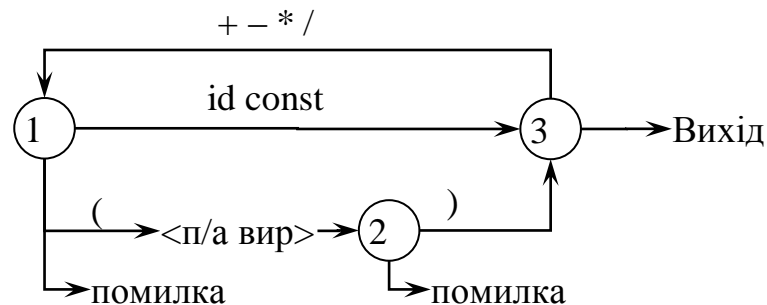 + – * /
id const
1
3
Вихід
(
<п/а вир>
2
)
помилка
помилка